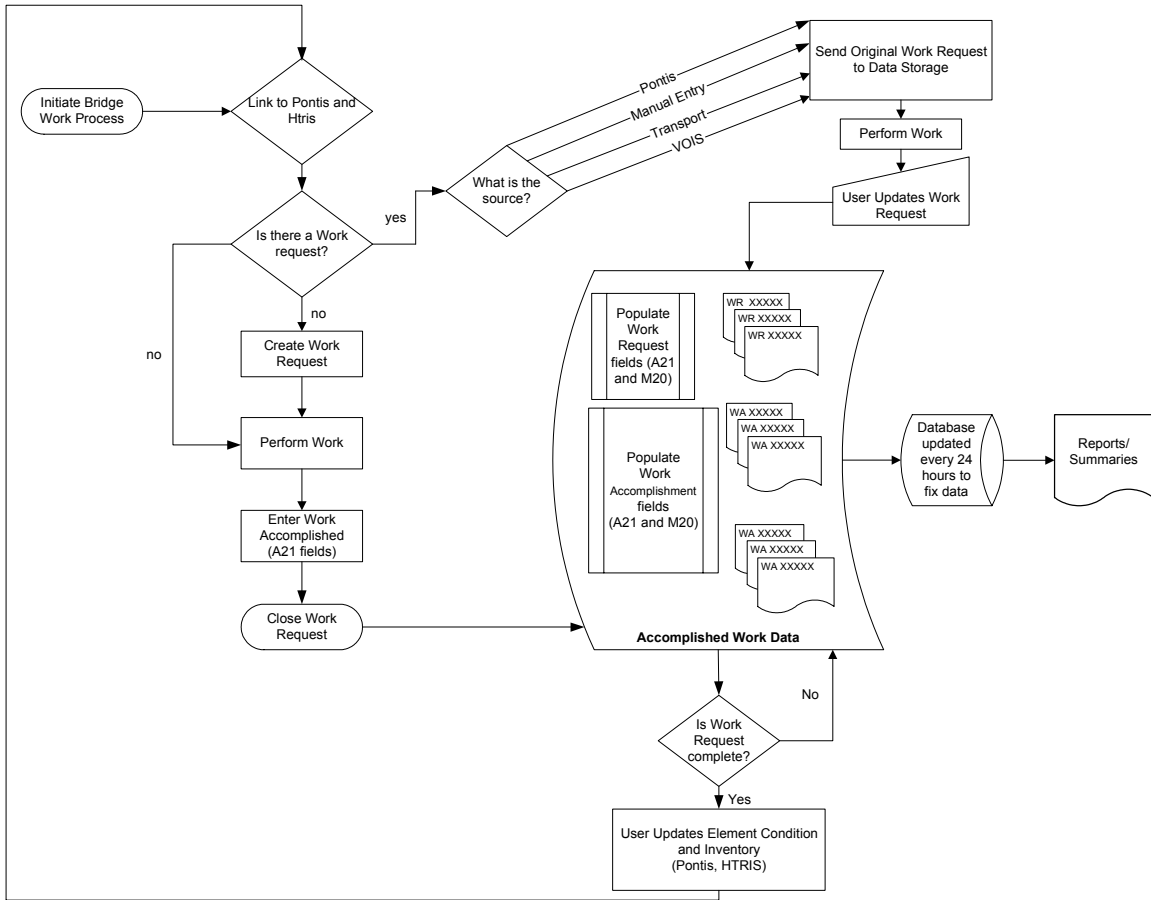 Initiate Bridge
Work Process
Link to Pontis and
Htris
Pontis
Manual Entry
Transport
VOIS
Send Original Work Request
to Data Storage
Perform Work
User Updates Work
Request
What is the
source?
yes
Is there a Work
request?
no
no
Create Work
Request
Perform Work
Enter Work
Accomplished
(A21 fields)
Close Work
Request
Populate
Work
Request
fields (A21
and M20)
WR XXXXX
WR XXXXX
WR XXXXX
Populate
Work
Accomplishment
fields
(A21 and M20)
WA XXXXX
WA XXXXX
WA XXXXX
WA XXXXX
WA XXXXX
WA XXXXX
Accomplished Work Data
Database
updated
every 24
hours to
fix data
Reports/
Summaries
No
Is Work
Request
complete?
Yes
User Updates Element Condition
and Inventory
(Pontis, HTRIS)